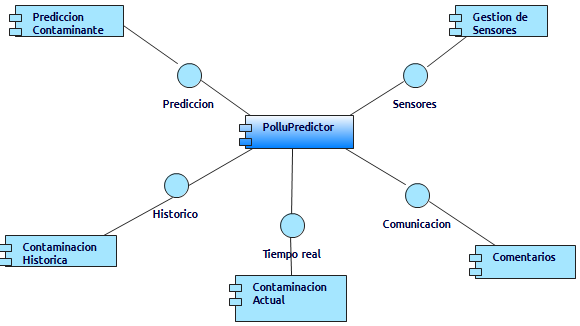 Prediccion
Contaminante
Gestion de
Sensores
Prediccion
Sensores
PolluPredictor
Historico
Comunicacion
Tiempo real
Contaminacion
Historica
Comentarios
Contaminacion
Actual